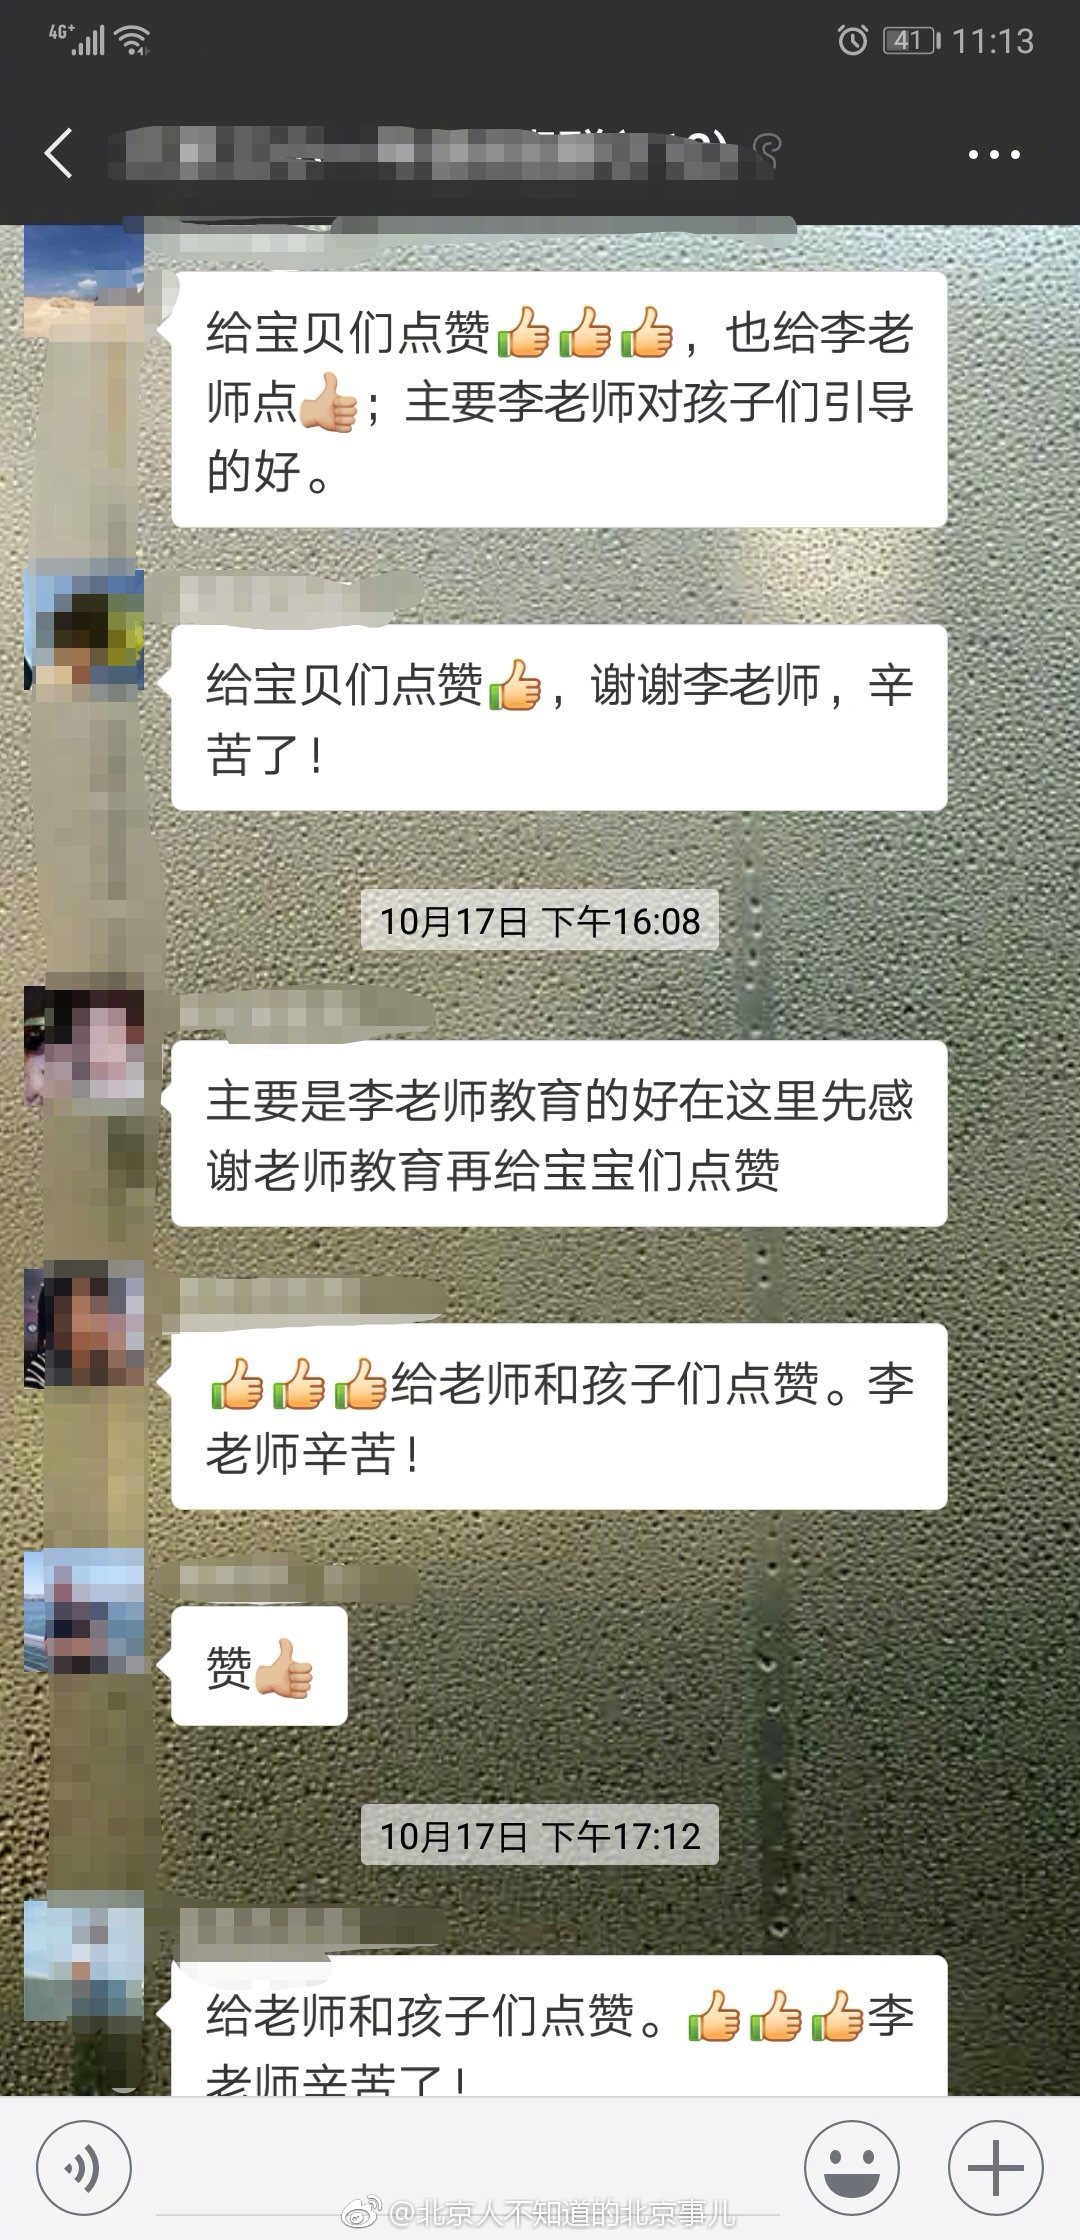 4G+ 41 11:13
给宝贝们点赞👍👍👍，也给李老
师点👍🏼；主要李老师对孩子们引导
的好。
给宝贝们点赞👍，谢谢李老师，辛
苦了！
10月17日 下午16:08
主要是李老师教育的好在这里先感
谢老师教育再给宝宝们点赞
👍👍👍给老师和孩子们点赞。李
老师辛苦！
赞👍🏼
10月17日 下午17:12
给老师和孩子们点赞。👍👍👍李
老师辛苦了！
@北京人不知道的北京事儿